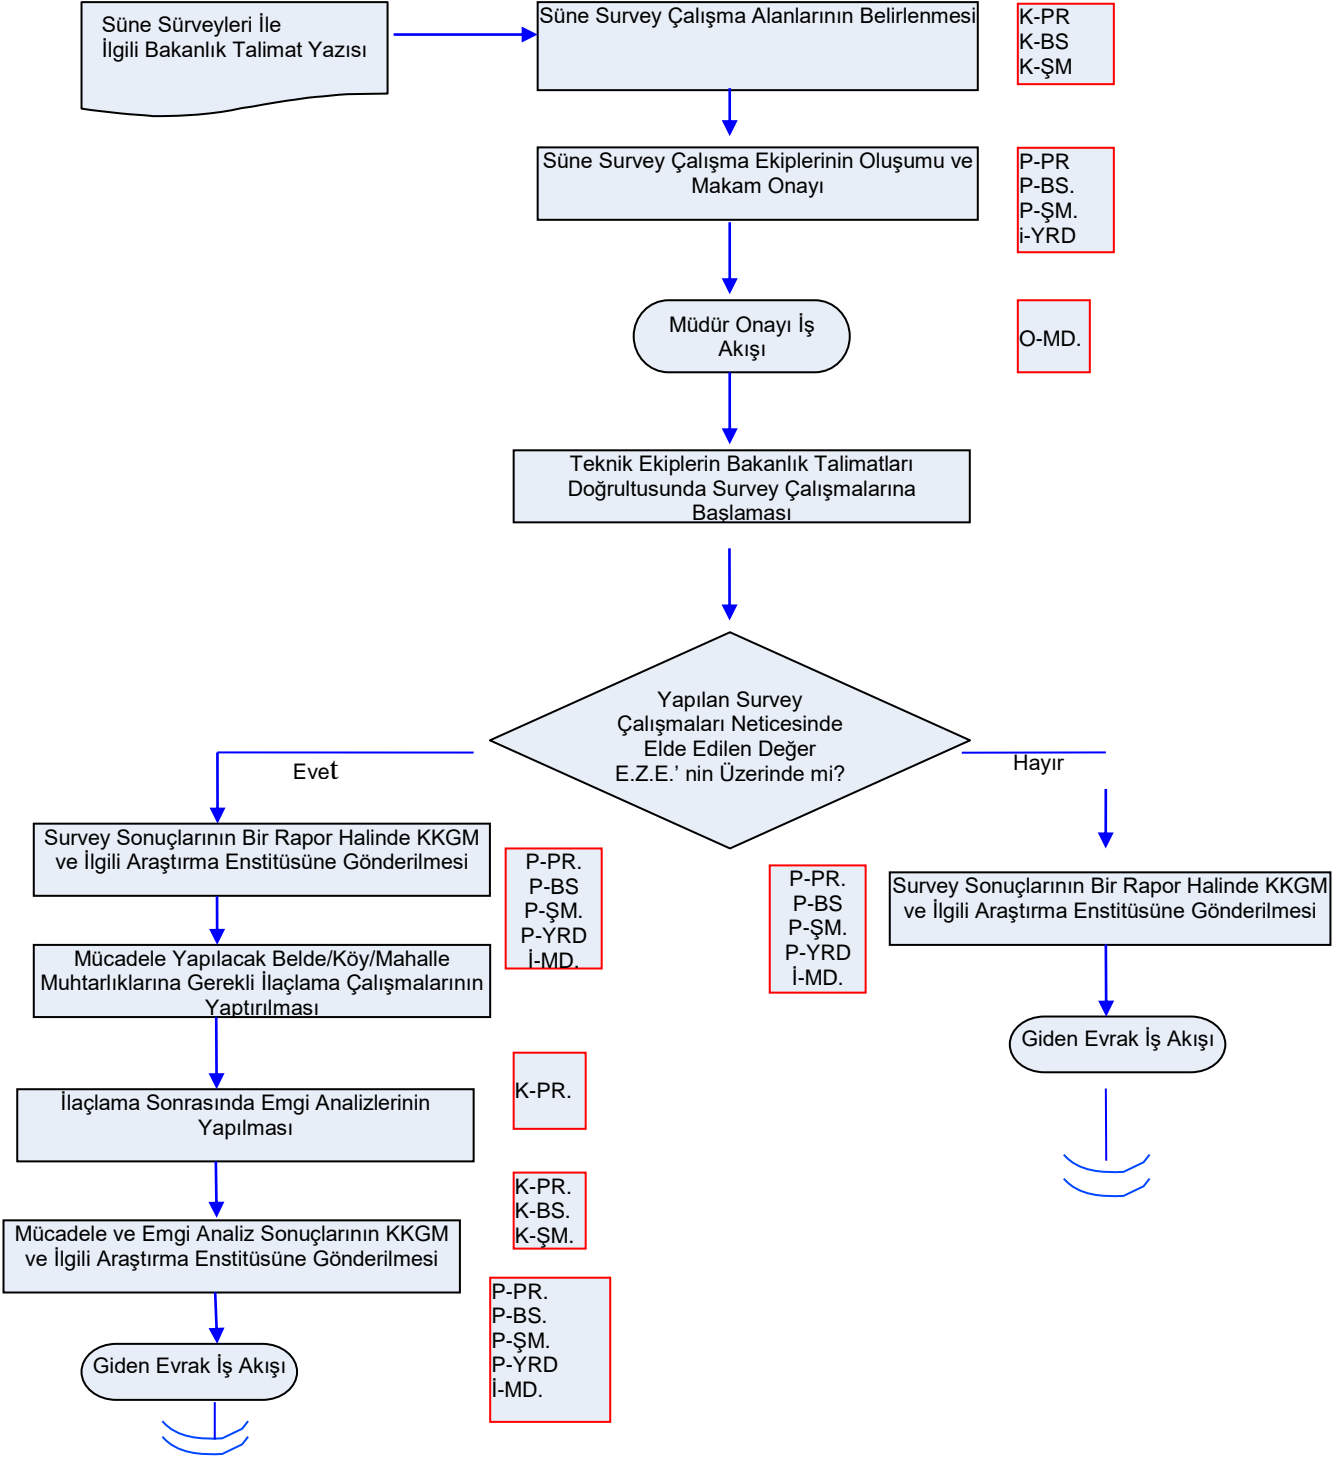 Süne Sürveyleri İle
İlgili Bakanlık Talimat Yazısı
Süne Survey Çalışma Alanlarının Belirlenmesi
K-PR
K-BS
K-ŞM
Süne Survey Çalışma Ekiplerinin Oluşumu ve
Makam Onayı
P-PR
P-BS.
P-ŞM.
i-YRD
Müdür Onayı İş
Akışı
O-MD.
Teknik Ekiplerin Bakanlık Talimatları
Doğrultusunda Survey Çalışmalarına
Başlaması
Yapılan Survey
Çalışmaları Neticesinde
Elde Edilen Değer
E.Z.E.’ nin Üzerinde mi?
Evet
Hayır
Survey Sonuçlarının Bir Rapor Halinde KKGM
ve İlgili Araştırma Enstitüsüne Gönderilmesi
P-PR.
P-BS
P-ŞM.
P-YRD
İ-MD.
P-PR.
P-BS
P-ŞM.
P-YRD
İ-MD.
Survey Sonuçlarının Bir Rapor Halinde KKGM
ve İlgili Araştırma Enstitüsüne Gönderilmesi
Mücadele Yapılacak Belde/Köy/Mahalle
Muhtarlıklarına Gerekli İlaçlama Çalışmalarının
Yaptırılması
Giden Evrak İş Akışı
K-PR.
İlaçlama Sonrasında Emgi Analizlerinin
Yapılması
K-PR.
K-BS.
K-ŞM.
Mücadele ve Emgi Analiz Sonuçlarının KKGM
ve İlgili Araştırma Enstitüsüne Gönderilmesi
P-PR.
P-BS.
P-ŞM.
P-YRD
İ-MD.
Giden Evrak İş Akışı